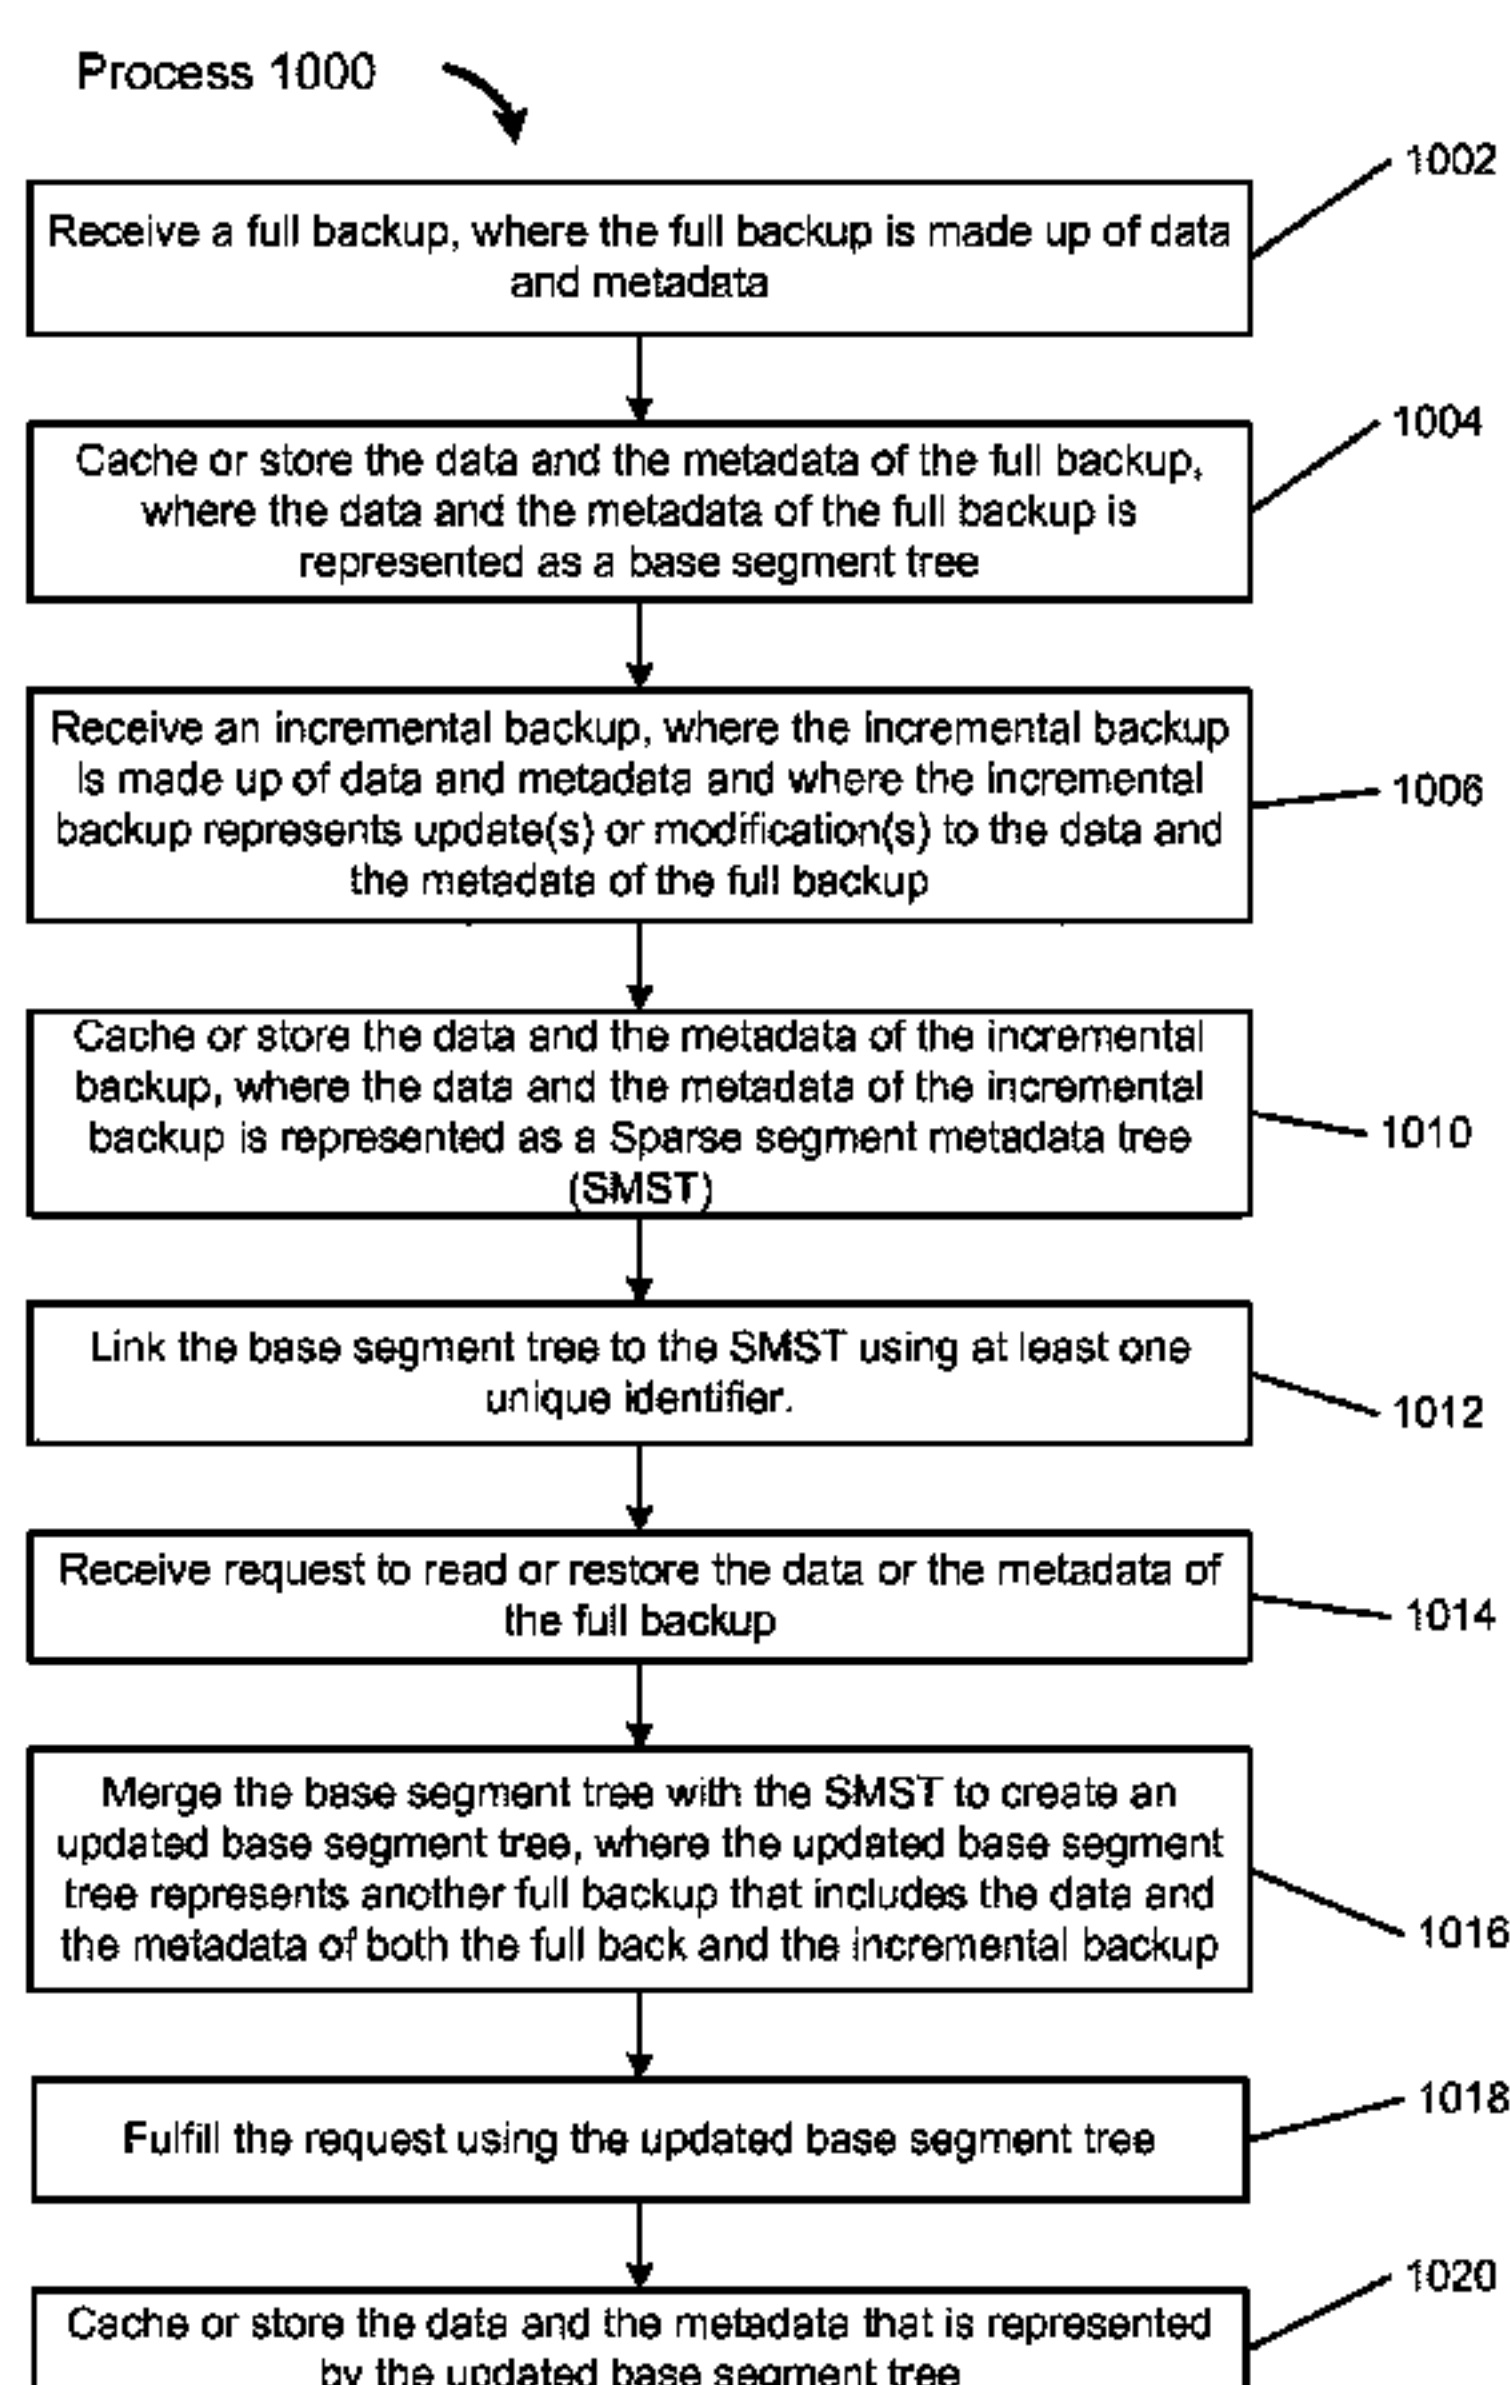 Process 1000
1002
Receive a full backup, where the full backup is made up of data
and metadata
1004
Cache or store the data and the metadata of the full backup,
where the data and the metadata of the full backup is
represented as a base segment tree
Receive an incremental backup, where the incremental backup
is made up of data and metadata and where the incremental
1006
backup represents update(s) or modification(s) to the data and
the metadata of the full backup
Cache or store the data and the metadata of the incremental
backup, where the data and the metadata of the incremental
backup is represented as a Sparse segment metadata tree
1010
(SMST)
Link the base segment tree to the SMST using at least one
unique identifier.
1012
Receive request to read or restore the data or the metadata of
the full backup
1014
Merge the base segment tree with the SMST to create an
updated base segment tree, where the updated base segment
tree represents another full backup that includes the data and
the metadata of both the full back and the incremental backup
1016
1018
Fulfill the request using the updated base segment tree
1020
Cache or store the data and the metadata that is represented
by the updated base segment tree